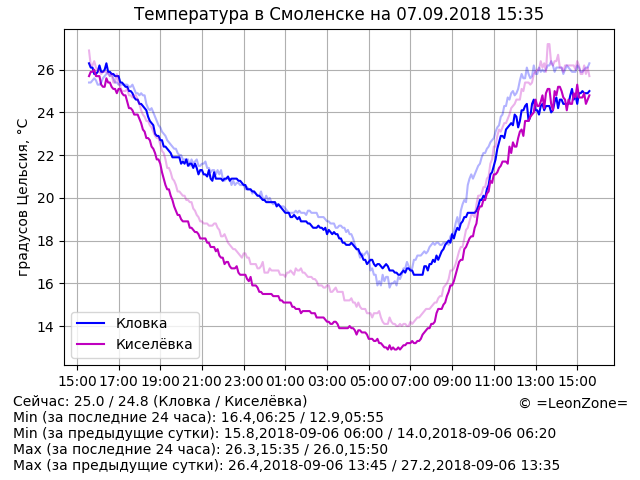 Температура в Смоленске на 07.09.2018 15:35
градусов Цельсия, °C
26
24
22
20
18
16
14
Кловка
Киселёвка
15:00 17:00 19:00 21:00 23:00 01:00 03:00 05:00 07:00 09:00 11:00 13:00 15:00
Сейчас: 25.0 / 24.8 (Кловка / Киселёвка)
© =LeonZone=
Min (за последние 24 часа): 16.4,06:25 / 12.9,05:55
Min (за предыдущие сутки): 15.8,2018-09-06 06:00 / 14.0,2018-09-06 06:20
Max (за последние 24 часа): 26.3,15:35 / 26.0,15:50
Max (за предыдущие сутки): 26.4,2018-09-06 13:45 / 27.2,2018-09-06 13:35